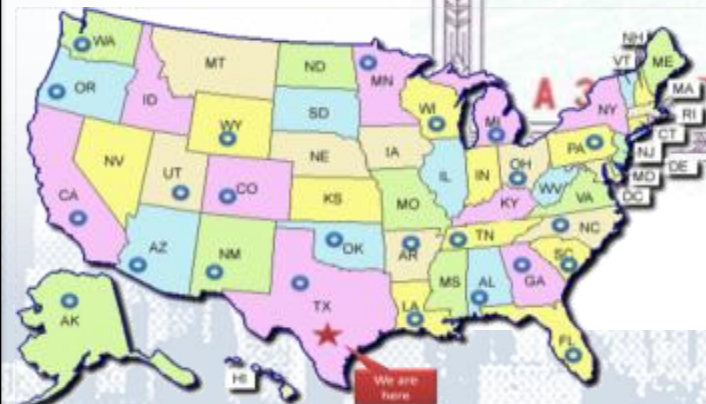 NH
VT
ME
WA
MT
ND
MN
MA
OR
ID
SD
WI
MI
NY
A 3
RI
WY
CT
PA
NV
NE
IA
NJ
DE
UT
CO
IL
IN
OH
MD
WV
VA
DC
CA
KS
MO
KY
NC
AZ
NM
OK
AR
TN
SC
MS
AL
GA
TX
LA
AK
FL
HI
We are
here